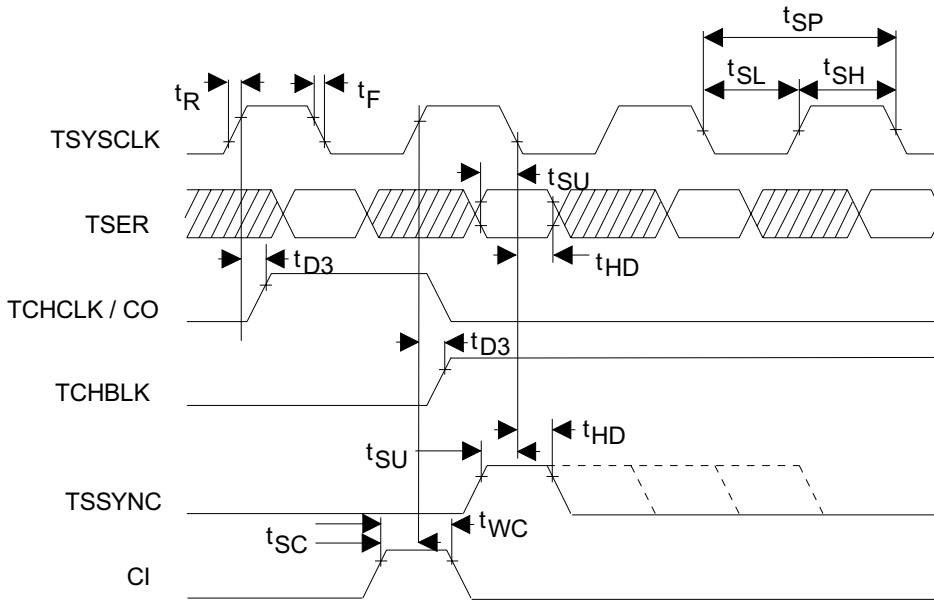 tSP
tSL tSH
tR tF
TSYSCLK
tSU
TSER
tD3 tHD
TCHCLK / CO
tD3
TCHBLK
tHD
tSU
TSSYNC
tWC
tSC
CI